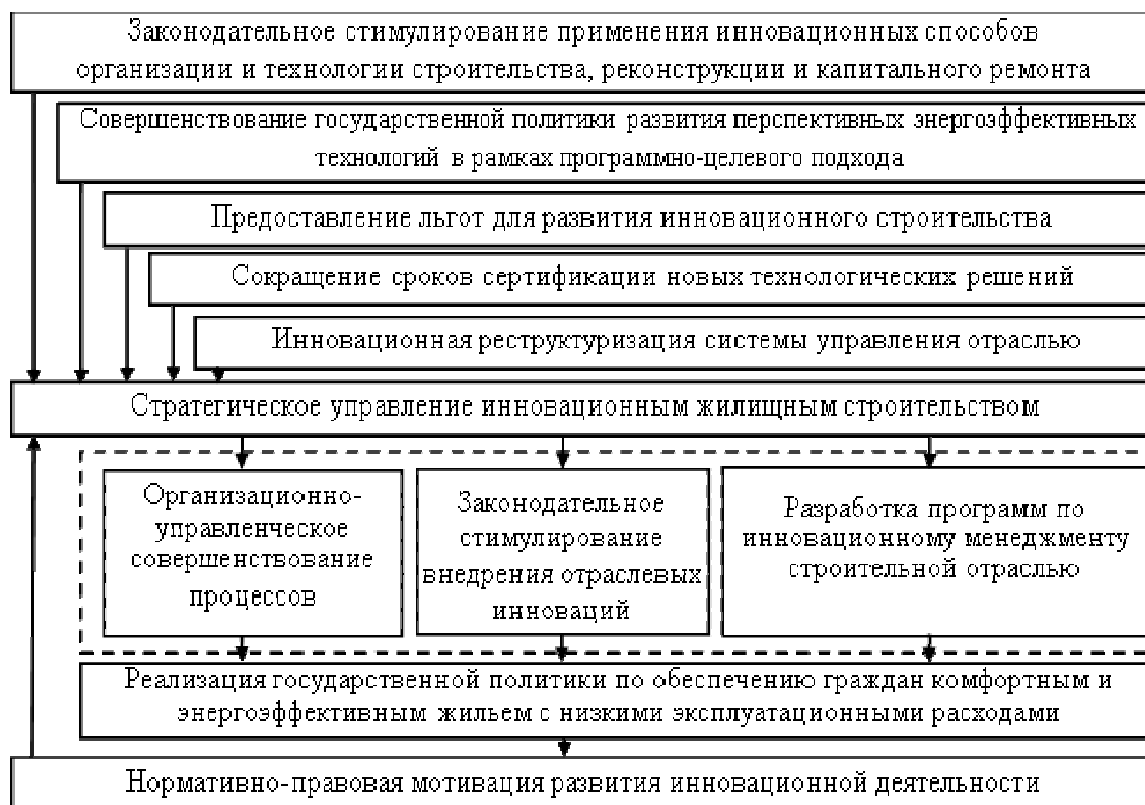 Законодательное стимулирование применения инновационных способов
организации и технологии строительства, реконструкции и капитального ремонта
Совершенствование государственной политики развития перспективных энергоэффективных
технологий в рамках программно-целевого подхода
Предоставление льгот для развития инновационного строительства
Сокращение сроков сертификации новых технологических решений
Инновационная реструктуризация системы управления отраслью
Стратегическое управление инновационным жилищным строительством
Организационно-
управленческое
совершенствование
процессов
Законодательное
стимулирование
внедрения отраслевых
инноваций
Разработка программ по
инновационному менеджменту
строительной отраслью
Реализация государственной политики по обеспечению граждан комфортным и
энергоэффективным жильем с низкими эксплуатационными расходами
Нормативно-правовая мотивация развития инновационной деятельности